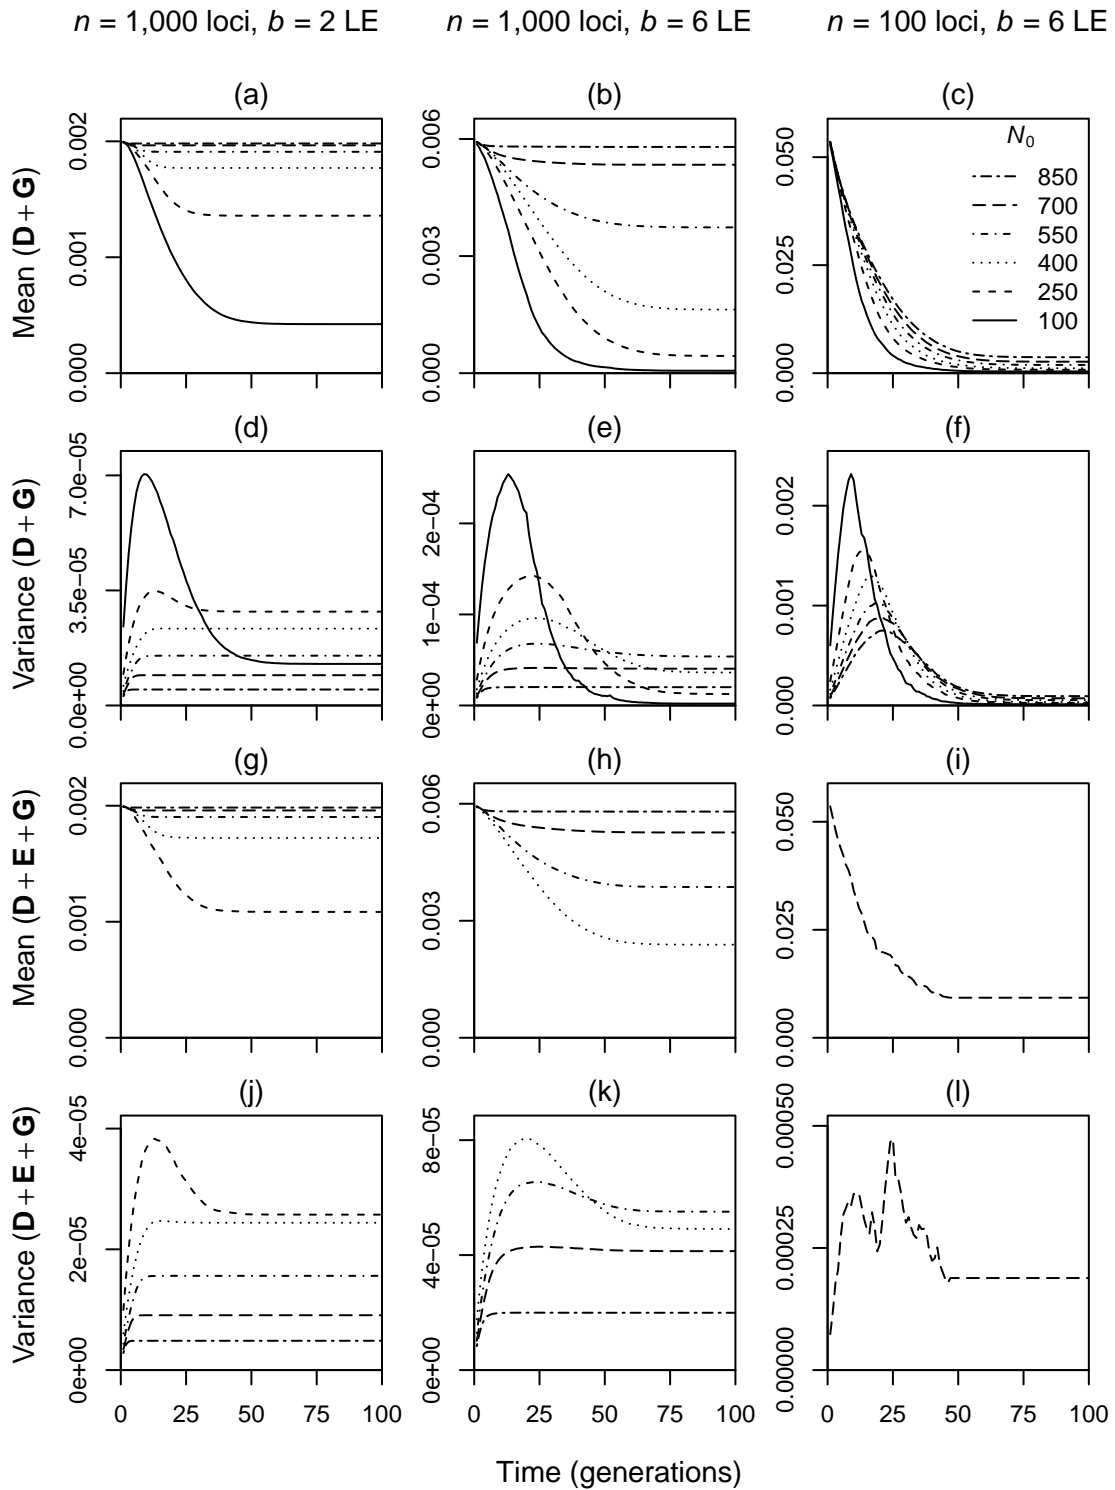 n = 1,000 loci, b = 2 LE
n = 1,000 loci, b = 6 LE
n = 100 loci, b = 6 LE
(a)
(b)
(c)
Mean (D + G)
0.000
0.001
0.002
0.000
0.003
0.006
0.000
0.025
0.050
N0
850
700
550
400
250
100
(d)
(e)
(f)
Variance (D + G)
0.0e+00
3.5e−05
7.0e−05
0e+00
1e−04
2e−04
0.000
0.001
0.002
(g)
(h)
(i)
Mean (D + E + G)
0.000
0.001
0.002
0.000
0.003
0.006
0.000
0.025
0.050
(j)
(k)
(l)
Variance (D + E + G)
0e+00
2e−05
4e−05
0e+00
4e−05
8e−05
0.00000
0.00025
0.00050
0 25 50 75 100
0 25 50 75 100
0 25 50 75 100
Time (generations)